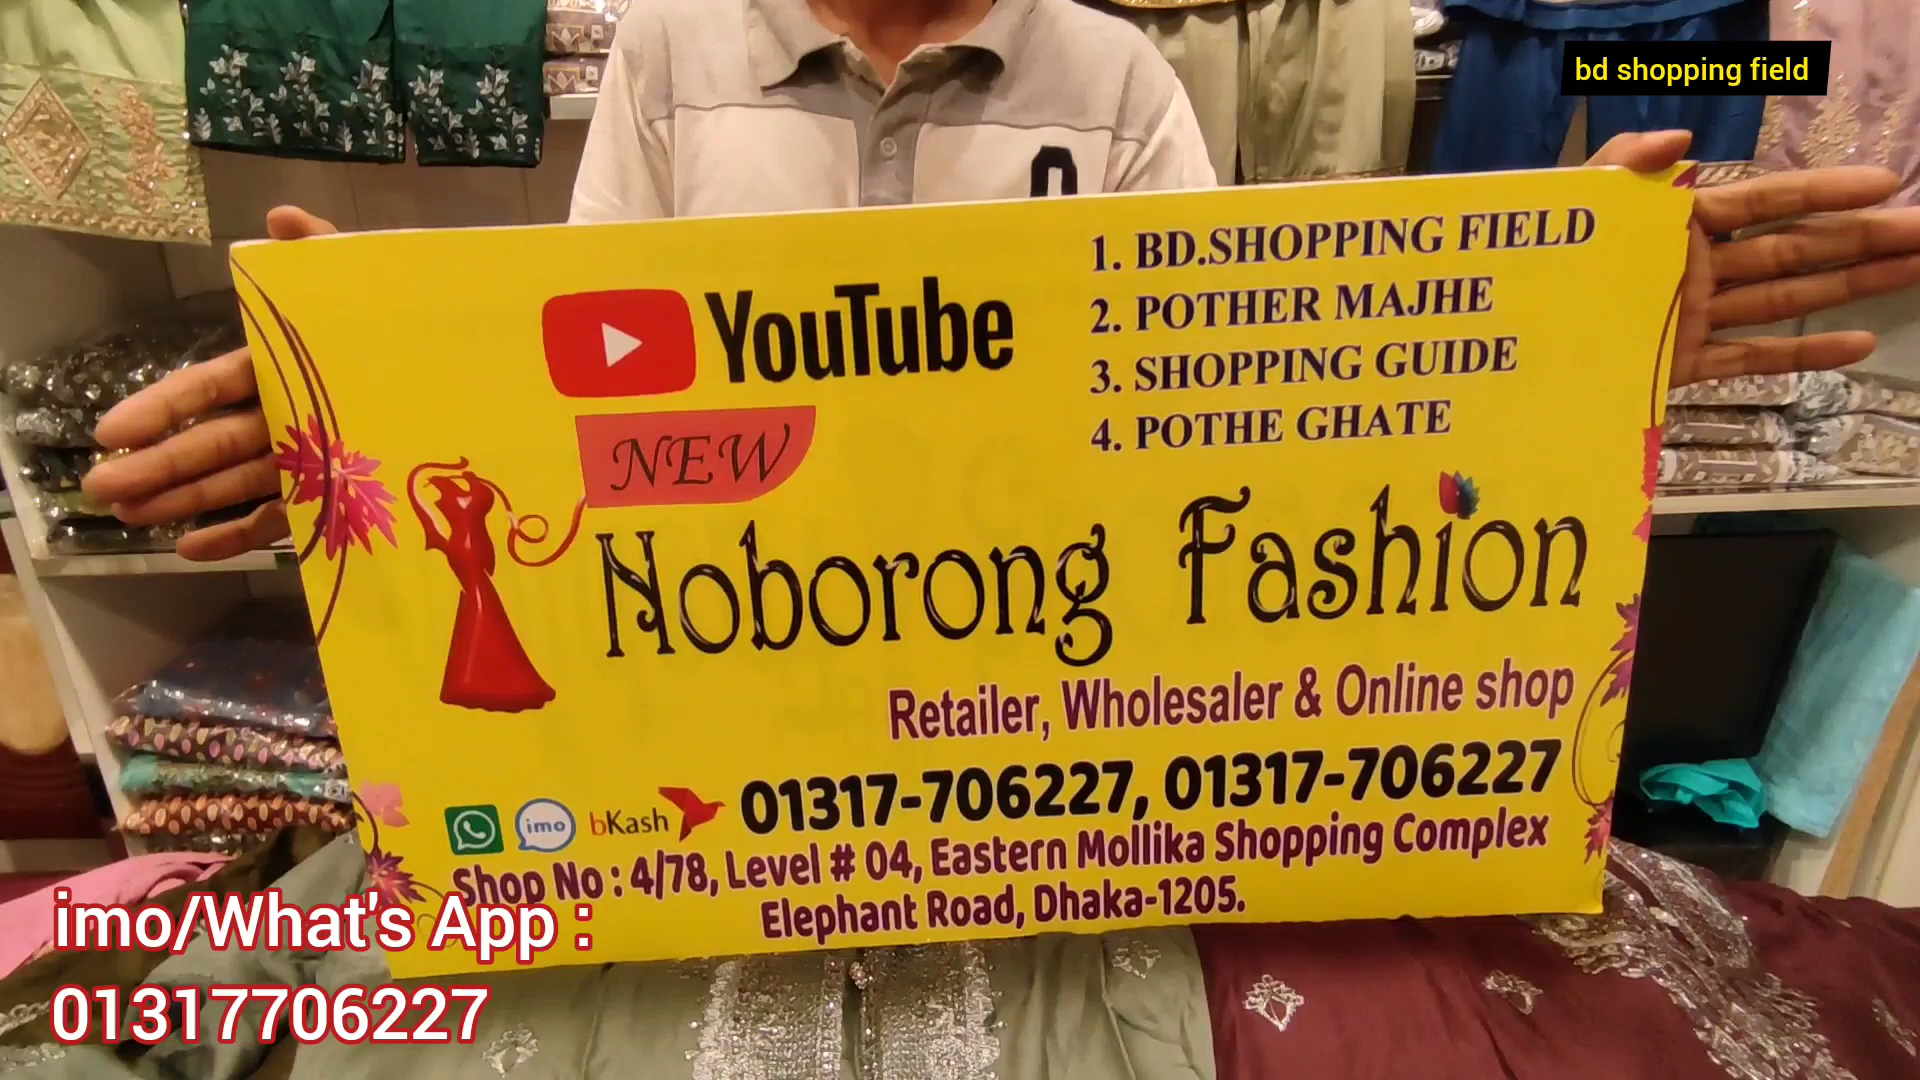 bd shopping field
YouTube
1. BD.SHOPPING FIELD
2. POTHER MAJHE
3. SHOPPING GUIDE
4. POTHE GHATE
NEW
Noborong Fashion
Retailer, Wholesaler & Online shop
imo bKash 01317-706227, 01317-706227
Shop No : 4/78, Level # 04, Eastern Mollika Shopping Complex
Elephant Road, Dhaka-1205.
imo/What's App :
01317706227